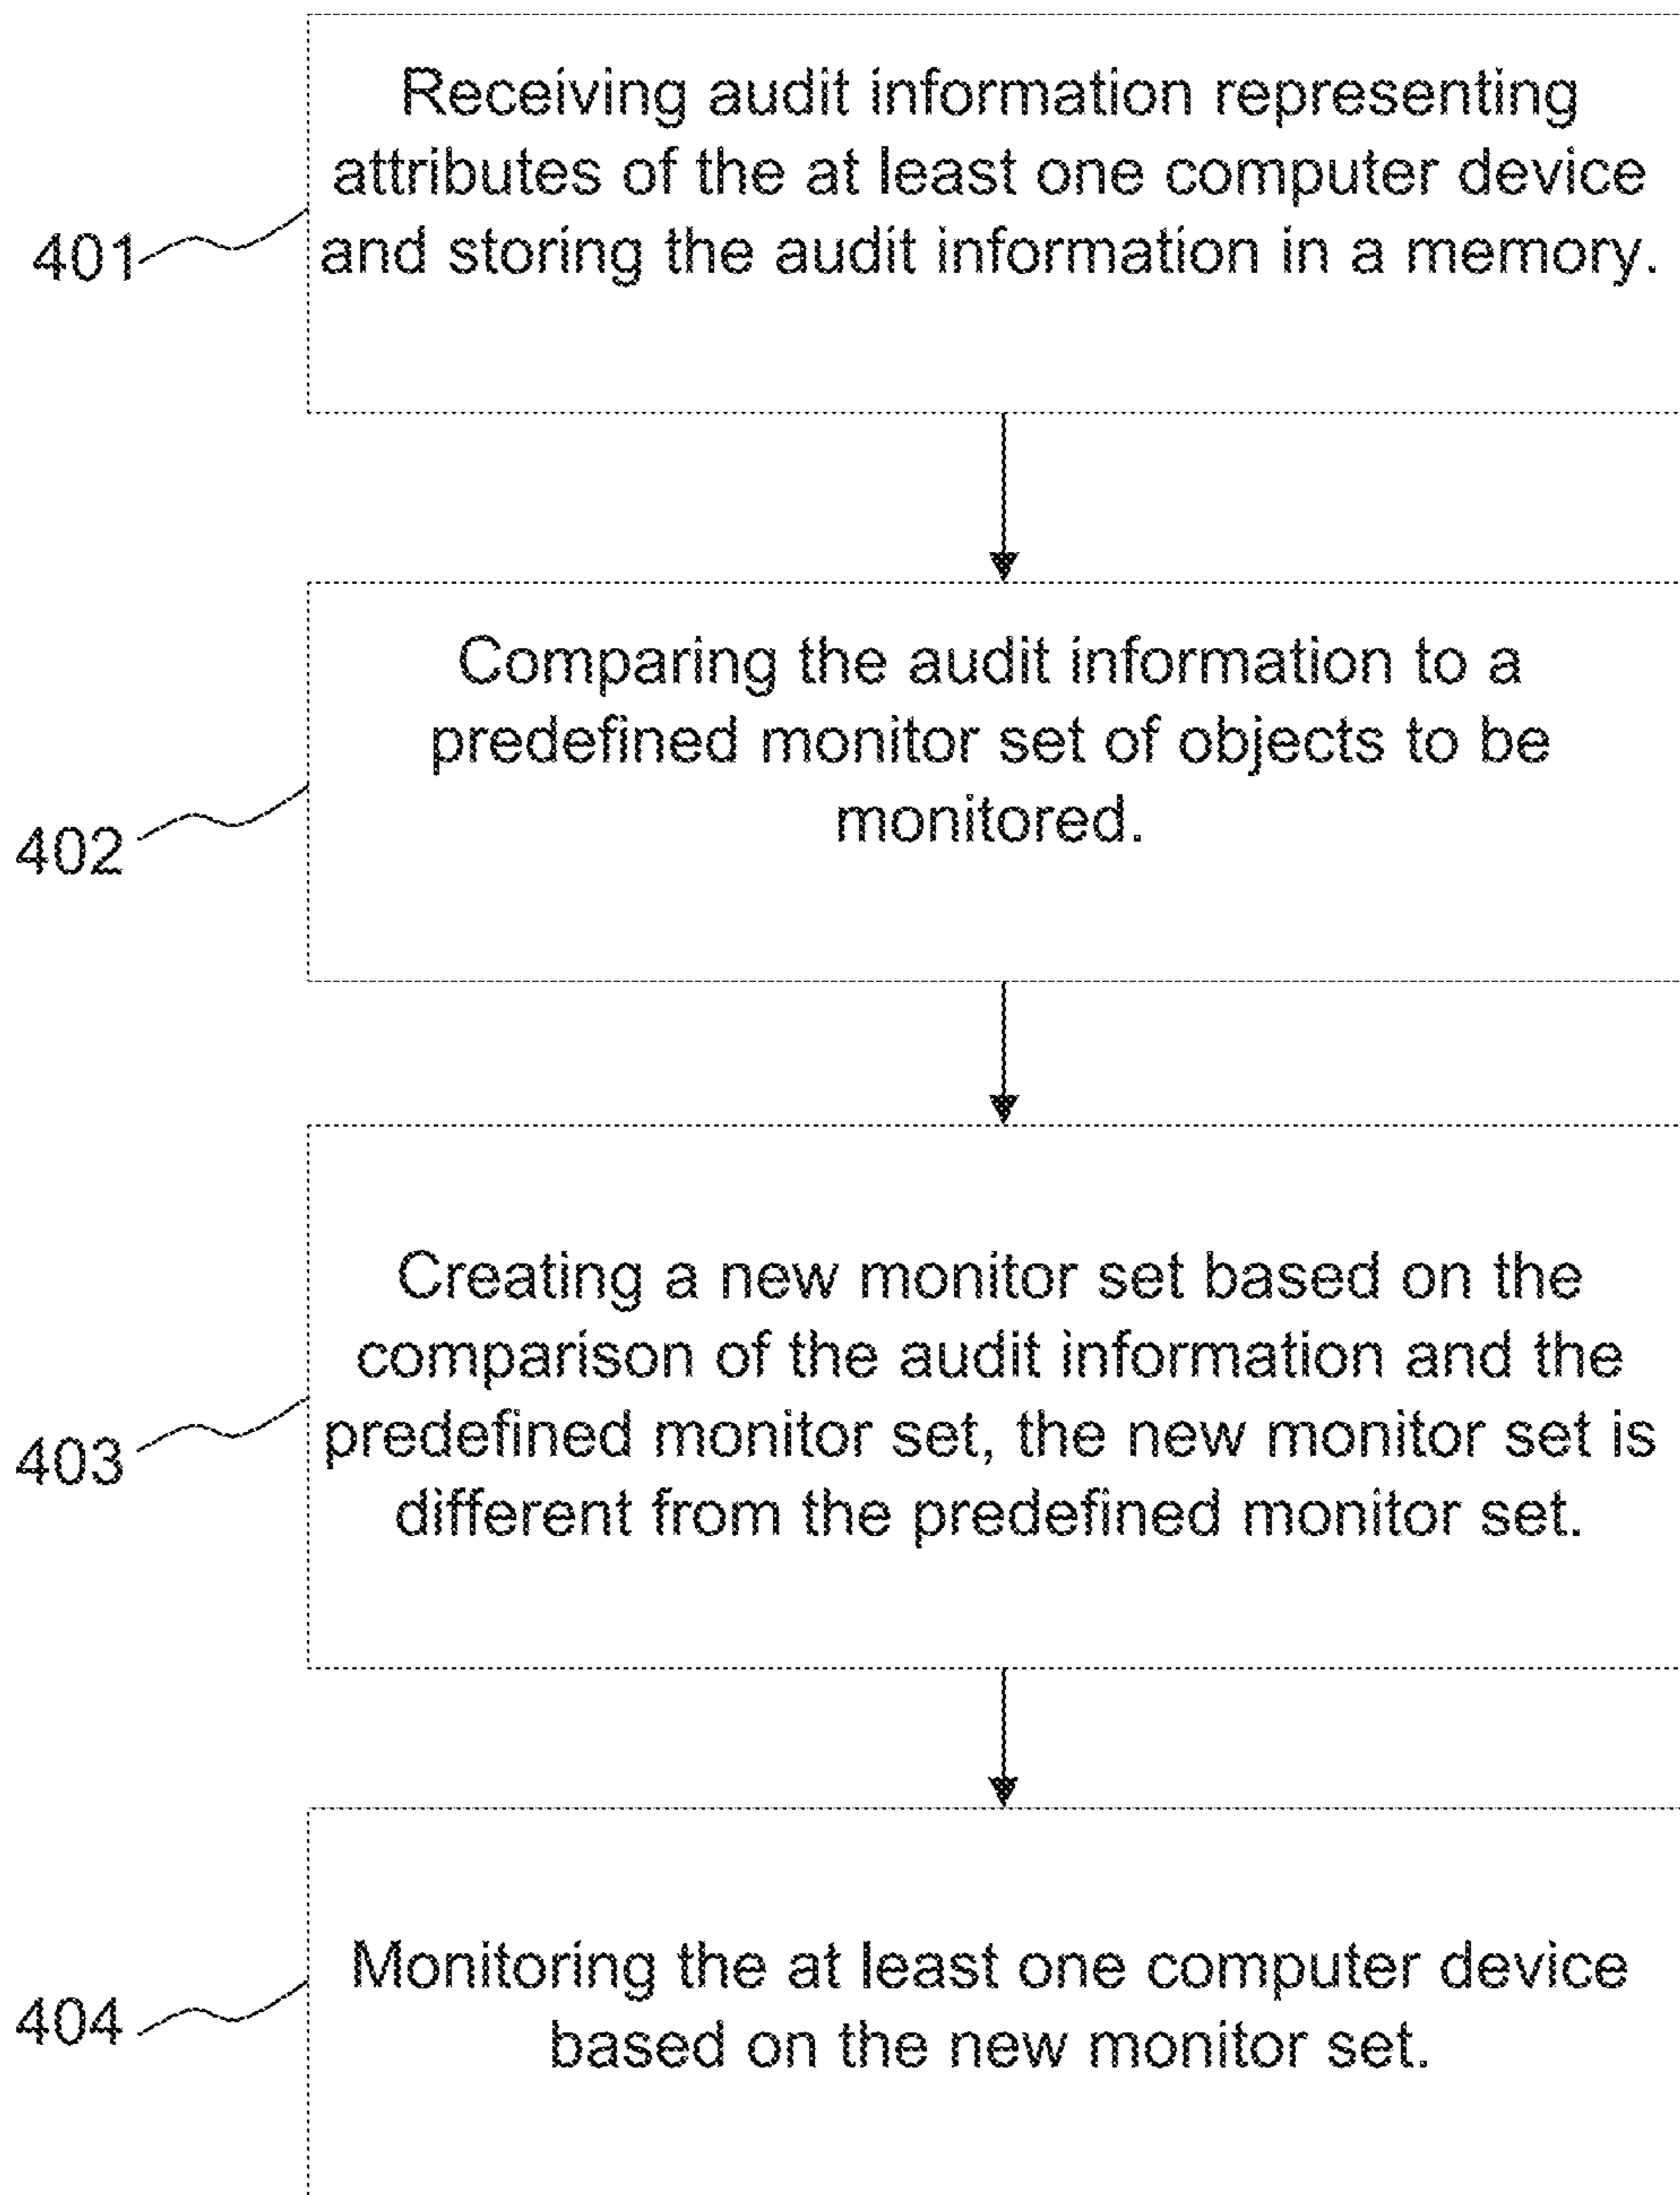 Receiving audit information representing
attributes of the at least one computer device
and storing the audit information in a memory.
401
Comparing the audit information to a
predefined monitor set of objects to be
monitored.
402
Creating a new monitor set based on the
comparison of the audit information and the
predefined monitor set, the new monitor set is
different from the predefined monitor set.
403
Monitoring the at least one computer device
based on the new monitor set.
404